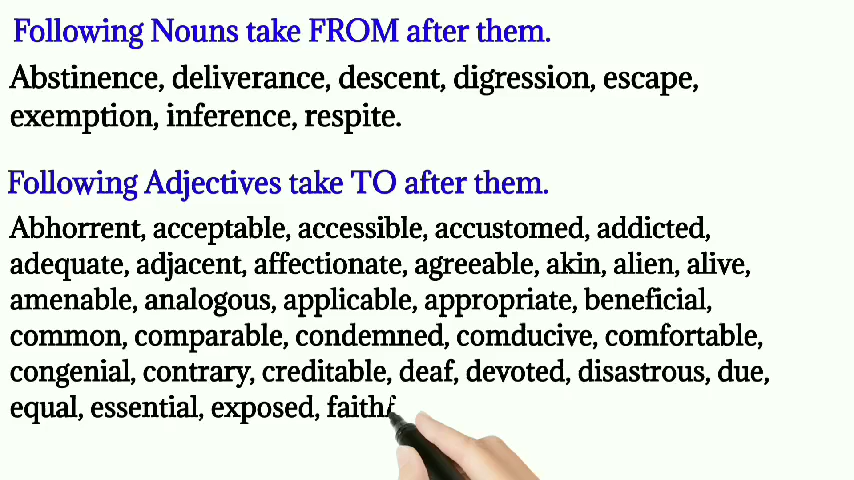 Following Nouns take FROM after them.
Abstinence, deliverance, descent, digression, escape,
exemption, inference, respite.
Following Adjectives take TO after them.
Abhorrent, acceptable, accessible, accustomed, addicted,
adequate, adjacent, affectionate, agreeable, akin, alien, alive,
amenable, analogous, applicable, appropriate, beneficial,
common, comparable, condemned, comducive, comfortable,
congenial, contrary, creditable, deaf, devoted, disastrous, due,
equal, essential, exposed, faithf